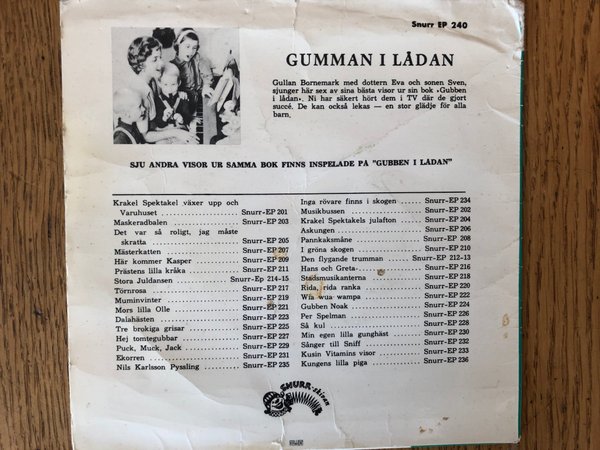 Snurr EP 240
GUMMAN I LÅDAN
Gullan Bornemark med dottern Eva och sonen Sven,
sjunger här sex av sina bästa visor ur sin bok »Gubben
i lådan». Ni har säkert hört dem i TV där de gjort
succé. De kan också lekas — en stor glädje för alla
barn.
SJU ANDRA VISOR UR SAMMA BOK FINNS INSPELADE PÅ "GUBBEN I LÅDAN"
Krakel Spektakel växer upp och
Varuhuset ........ Snurr-EP 201
Maskeradbalen ........ Snurr-EP 203
Det var så roligt, jag måste
skratta ........ Snurr-EP 205
Mästerkatten ........ Snurr-EP 207
Här kommer Kasper ........ Snurr-EP 209
Prästens lilla kråka ........ Snurr-EP 211
Stora Juldansen ........ Snurr-Ep 214-15
Törnrosa ........ Snurr-EP 217
Muminvinter ........ Snurr-EP 219
Mors lilla Olle ........ Snurr-EP 221
Dalahästen ........ Snurr-EP 223
Tre brokiga grisar ........ Snurr-EP 225
Hej tomtegubbar ........ Snurr-EP 227
Puck, Muck, Jack ........ Snurr-EP 229
Ekorren ........ Snurr-EP 231
Nils Karlsson Pyssling ........ Snurr-EP 235
Inga rövare finns i skogen ...... Snurr-EP 234
Musikbussen ........ Snurr-EP 202
Krakel Spektakels julafton ...... Snurr-EP 204
Askungen ........ Snurr-EP 206
Pannkaksmåne ........ Snurr-EP 208
I gröna skogen ........ Snurr-EP 210
Den flygande trumman ...... Snurr-EP 212-13
Hans och Greta ........ Snurr-EP 216
Stadsmusikanterna ........ Snurr-EP 218
Rida, rida ranka ........ Snurr-EP 220
Wia wua wampa ........ Snurr-EP 222
Gubben Noak ........ Snurr-EP 224
Per Spelman ........ Snurr-EP 226
Så kul ........ Snurr-EP 228
Min egen lilla gunghäst ........ Snurr-EP 230
Sånger till Sniff ........ Snurr-EP 232
Kusin Vitamins visor ........ Snurr-EP 233
Kungens lilla piga ........ Snurr-EP 236
SNURR-skivan